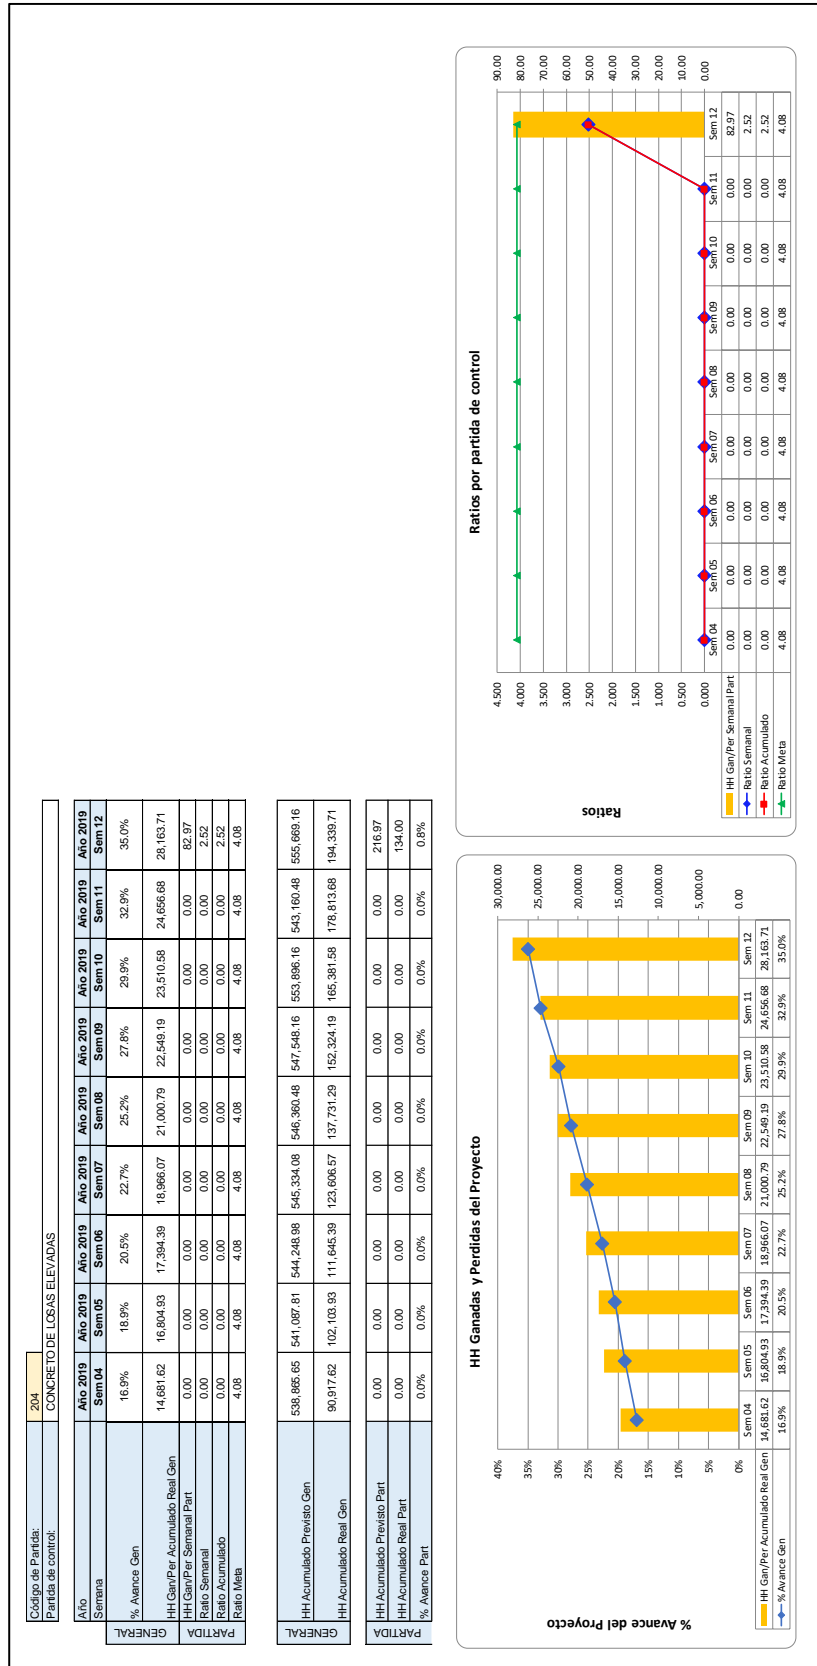 Código de Partida: 204
Partida de control: CONCRETO DE LOSAS ELEVADAS
Año Año 2019 Año 2019 Año 2019 Año 2019 Año 2019 Año 2019 Año 2019 Año 2019 Año 2019
Semana Sem 04 Sem 05 Sem 06 Sem 07 Sem 08 Sem 09 Sem 10 Sem 11 Sem 12
GENERAL
% Avance Gen 16.9% 18.9% 20.5% 22.7% 25.2% 27.8% 29.9% 32.9% 35.0%
HH Gan/Per Acumulado Real Gen 14,681.62 16,804.93 17,394.39 18,966.07 21,000.79 22,549.19 23,510.58 24,656.68 28,163.71
PARTIDA
HH Gan/Per Semanal Part 0.00 0.00 0.00 0.00 0.00 0.00 0.00 0.00 82.97
Ratio Semanal 0.00 0.00 0.00 0.00 0.00 0.00 0.00 0.00 2.52
Ratio Acumulado 0.00 0.00 0.00 0.00 0.00 0.00 0.00 0.00 2.52
Ratio Meta 4.08 4.08 4.08 4.08 4.08 4.08 4.08 4.08 4.08
GENERAL
HH Acumulado Previsto Gen 538,865.65 541,087.81 544,248.98 545,334.08 546,360.48 547,548.16 553,896.16 543,160.48 555,669.16
HH Acumulado Real Gen 90,917.62 102,103.93 111,645.39 123,606.57 137,731.29 152,324.19 165,381.58 178,813.68 194,339.71
PARTIDA
HH Acumulado Previsto Part 0.00 0.00 0.00 0.00 0.00 0.00 0.00 0.00 216.97
HH Acumulado Real Part 0.00 0.00 0.00 0.00 0.00 0.00 0.00 0.00 134.00
% Avance Part 0.0% 0.0% 0.0% 0.0% 0.0% 0.0% 0.0% 0.0% 0.8%
HH Ganadas y Perdidas del Proyecto
% Avance del Proyecto
40%
35%
30%
25%
20%
15%
10%
5%
0%
30,000.00
25,000.00
20,000.00
15,000.00
10,000.00
5,000.00
0.00
Sem 04 Sem 05 Sem 06 Sem 07 Sem 08 Sem 09 Sem 10 Sem 11 Sem 12
HH Gan/Per Acumulado Real Gen 14,681.62 16,804.93 17,394.39 18,966.07 21,000.79 22,549.19 23,510.58 24,656.68 28,163.71
% Avance Gen 16.9% 18.9% 20.5% 22.7% 25.2% 27.8% 29.9% 32.9% 35.0%
Ratios por partida de control
Ratios
4.500
4.000
3.500
3.000
2.500
2.000
1.500
1.000
0.500
0.000
90.00
80.00
70.00
60.00
50.00
40.00
30.00
20.00
10.00
0.00
Sem 04 Sem 05 Sem 06 Sem 07 Sem 08 Sem 09 Sem 10 Sem 11 Sem 12
HH Gan/Per Semanal Part 0.00 0.00 0.00 0.00 0.00 0.00 0.00 0.00 82.97
Ratio Semanal 0.00 0.00 0.00 0.00 0.00 0.00 0.00 0.00 2.52
Ratio Acumulado 0.00 0.00 0.00 0.00 0.00 0.00 0.00 0.00 2.52
Ratio Meta 4.08 4.08 4.08 4.08 4.08 4.08 4.08 4.08 4.08